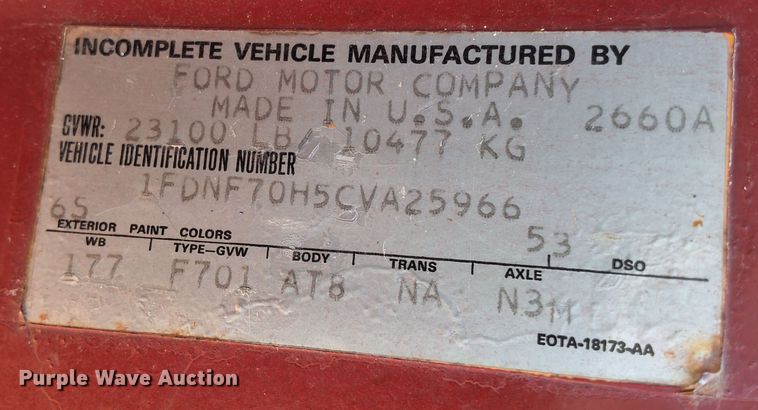 INCOMPLETE VEHICLE MANUFACTURED BY
FORD MOTOR COMPANY
MADE IN U.S.A. 2660A
GVWR: 23100 LB/ 10477 KG
VEHICLE IDENTIFICATION NUMBER
1FDNF70H5CVA25966
65 53
EXTERIOR PAINT COLORS
WB TYPE-GVW BODY TRANS AXLE DSO
177 F701 AT8 NA N3M
EOTA-18173-AA
Purple Wave Auction